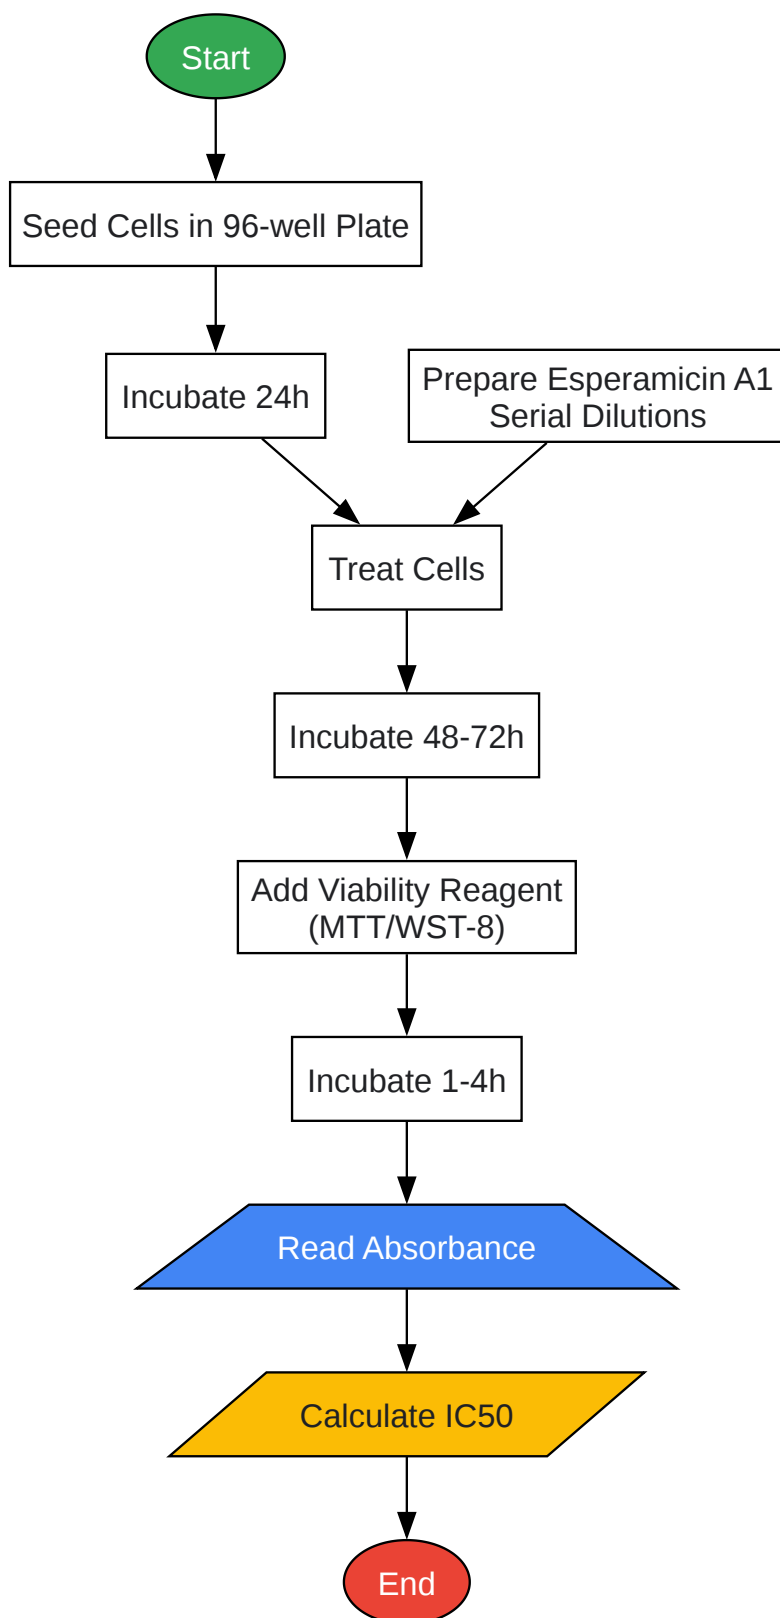 Start
Seed Cells in 96-well Plate
Incubate 24h
Prepare Esperamicin A1
Serial Dilutions
Treat Cells
Incubate 48-72h
Add Viability Reagent
(MTT/WST-8)
Incubate 1-4h
Read Absorbance
Calculate IC50
End